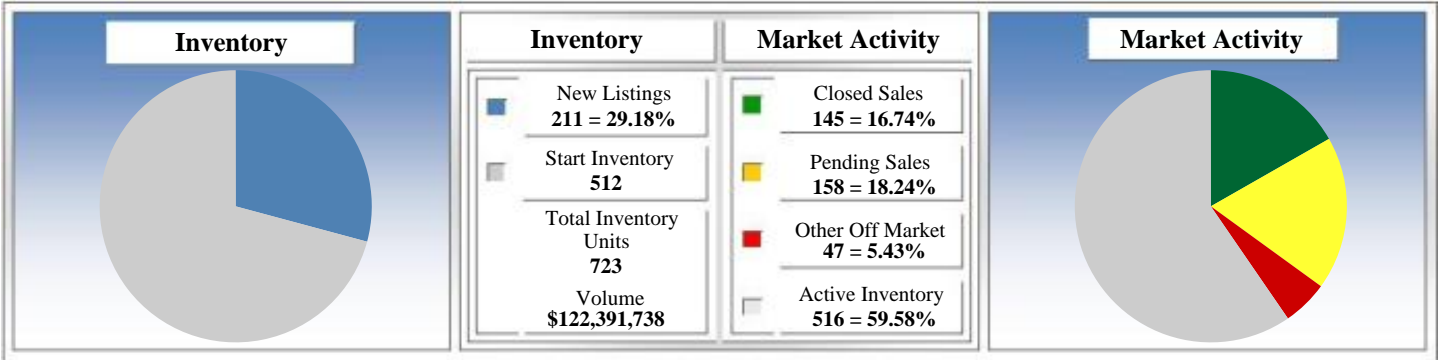 Inventory
Inventory
Market Activity
New Listings
211 = 29.18%
Start Inventory
512
Total Inventory
Units
723
Volume
$122,391,738
Closed Sales
145 = 16.74%
Pending Sales
158 = 18.24%
Other Off Market
47 = 5.43%
Active Inventory
516 = 59.58%
Market Activity